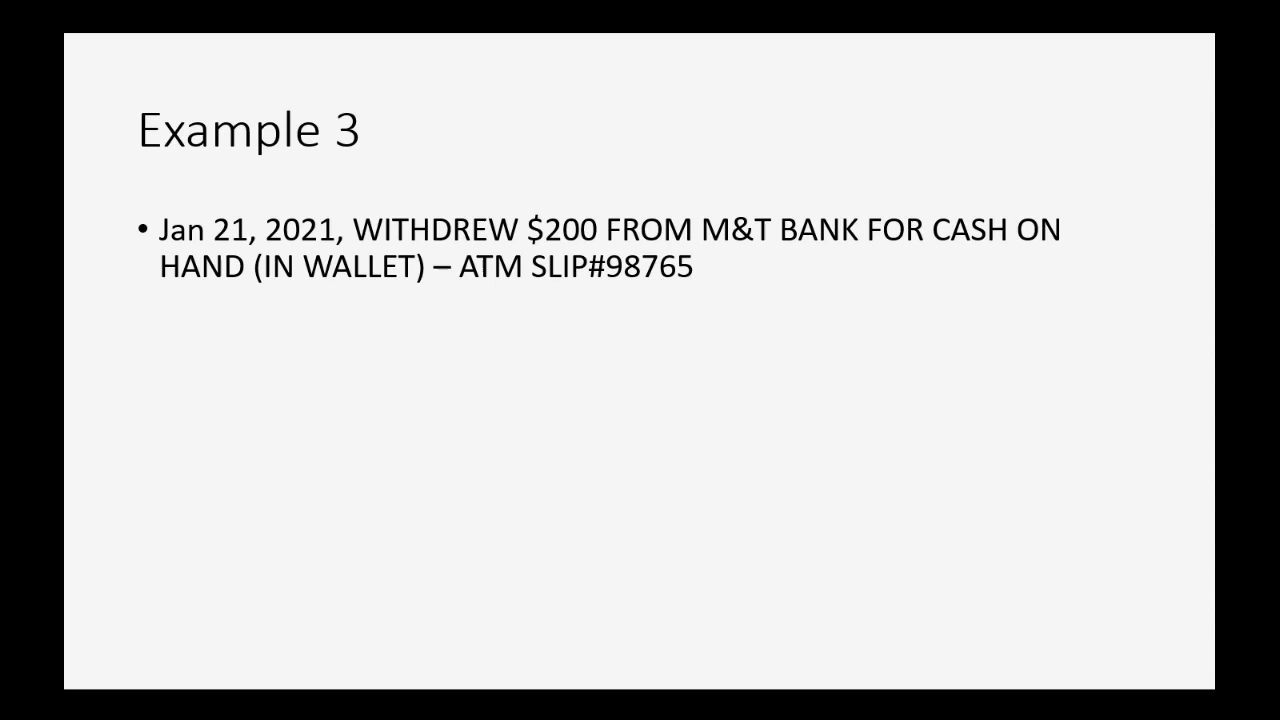 Example 3
• Jan 21, 2021, WITHDREW $200 FROM M&T BANK FOR CASH ON
HAND (IN WALLET) – ATM SLIP#98765